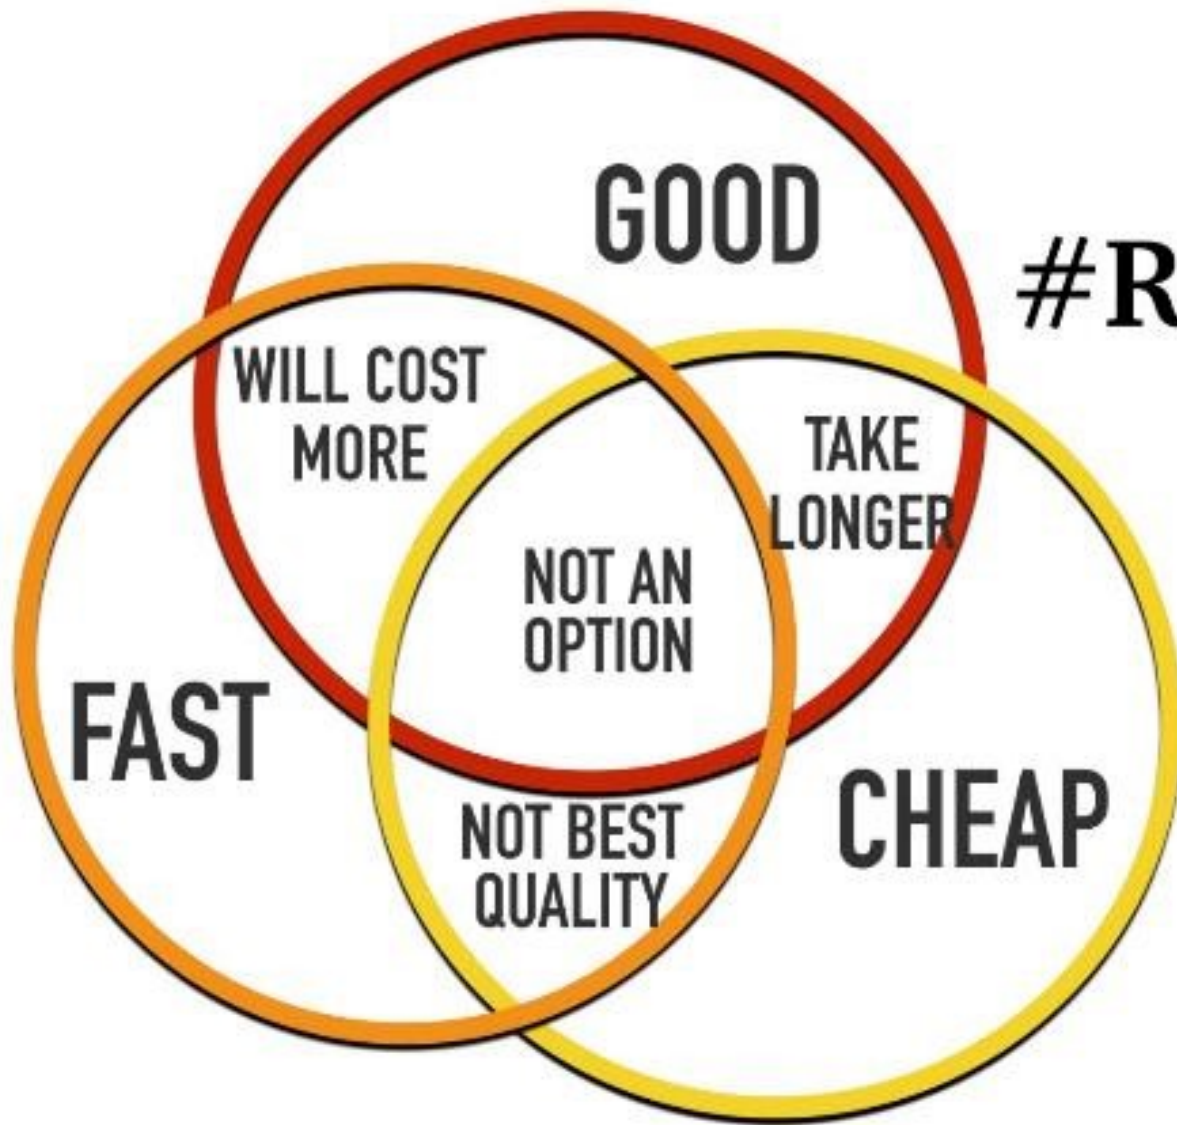 GOOD
#R
WILL COST
MORE
TAKE
LONGER
NOT AN
OPTION
FAST
CHEAP
NOT BEST
QUALITY